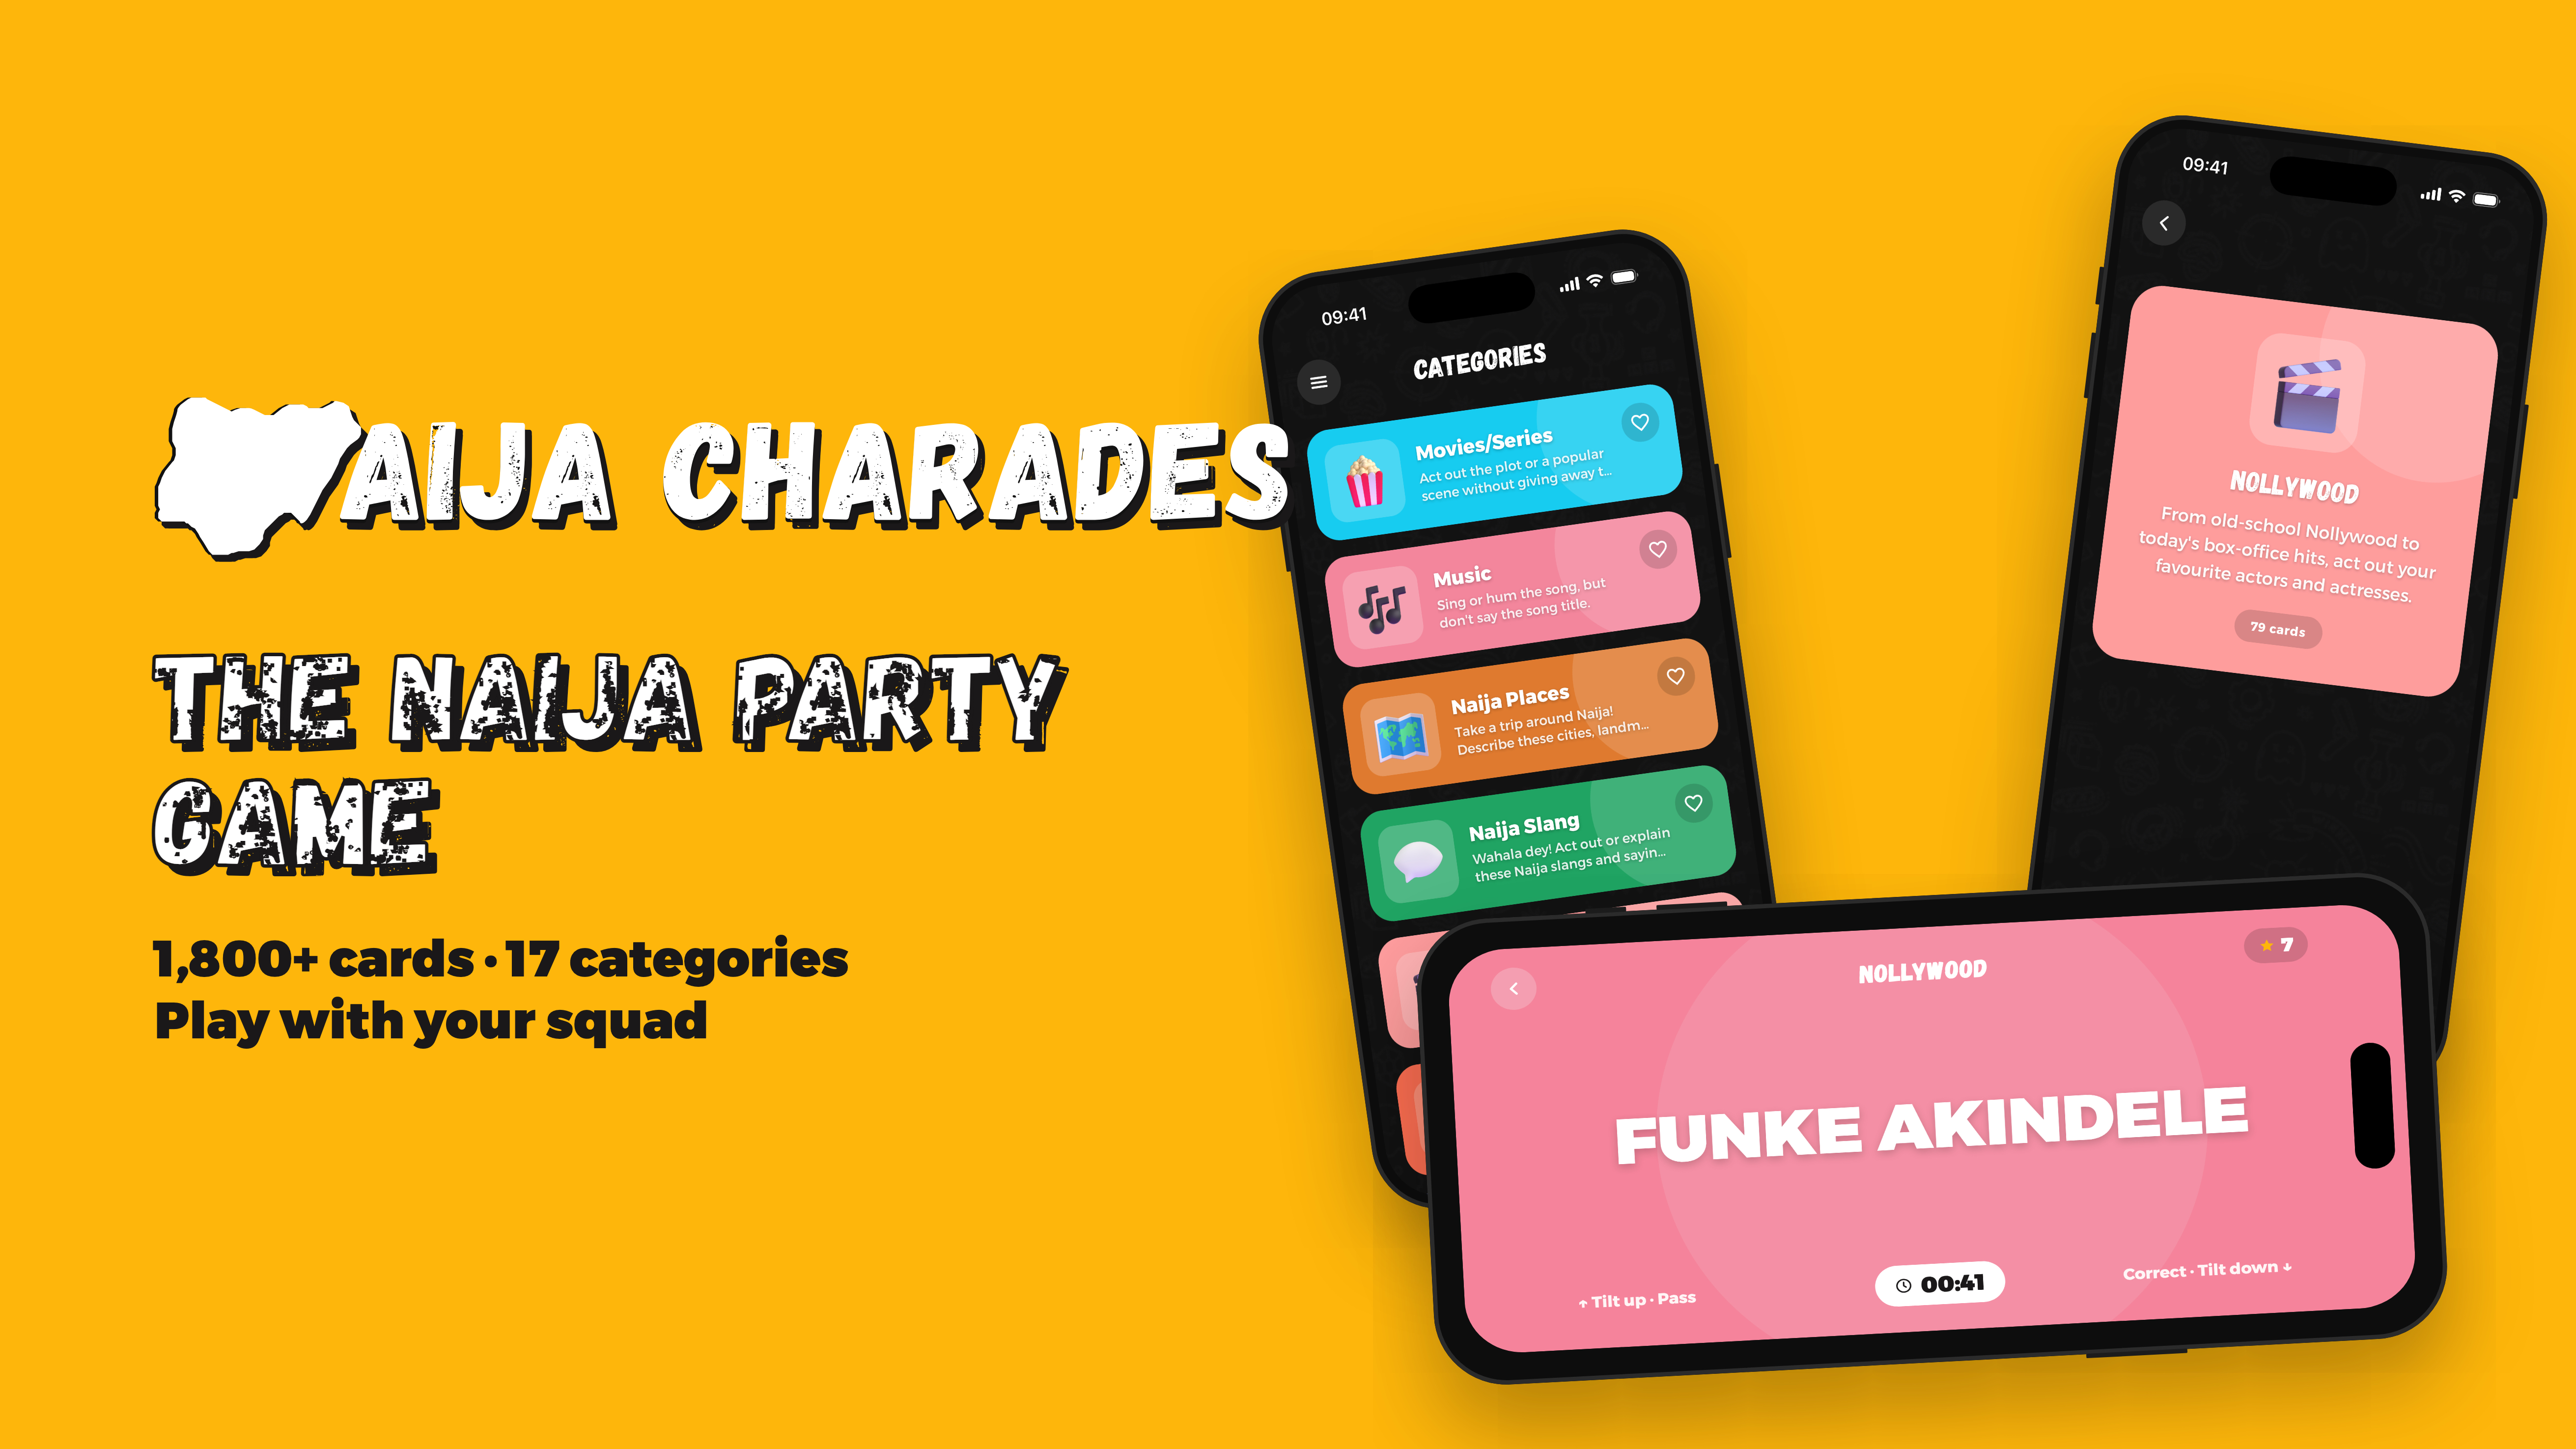 AIJA CHARADES
THE NAIJA PARTY
GAME
1,800+ cards · 17 categories
Play with your squad
09:41
CATEGORIES
Movies/Series
Act out the plot or a popular
scene without giving away t...
Music
Sing or hum the song, but
don't say the song title.
Naija Places
Take a trip around Naija!
Describe these cities, landm...
Naija Slang
Wahala dey! Act out or explain
these Naija slangs and sayin...
09:41
NOLLYWOOD
From old-school Nollywood to
today's box-office hits, act out your
favourite actors and actresses.
79 cards
NOLLYWOOD
7
FUNKE AKINDELE
↑ Tilt up · Pass
00:41
Correct · Tilt down ↓